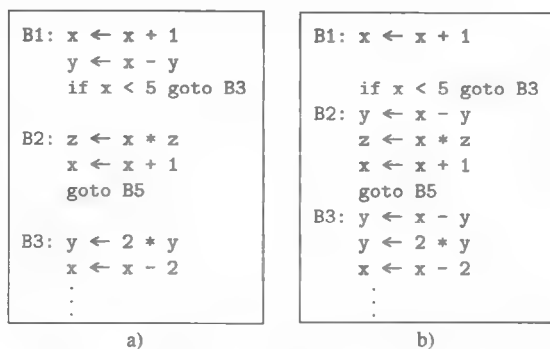 B1: x ← x + 1
y ← x - y
if x < 5 goto B3
B2: z ← x * z
x ← x + 1
goto B5
B3: y ← 2 * y
x ← x - 2
.
.
.
a)
B1: x ← x + 1
if x < 5 goto B3
B2: y ← x - y
z ← x * z
x ← x + 1
goto B5
B3: y ← x - y
y ← 2 * y
x ← x - 2
.
.
.
b)